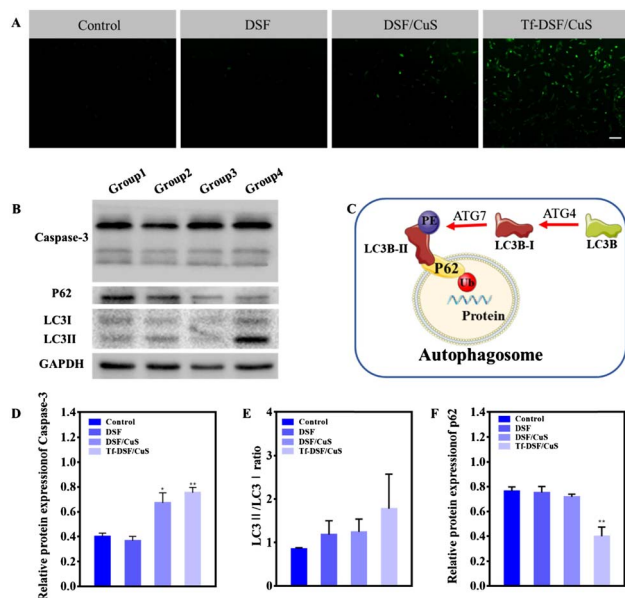 A
Control DSF DSF/CuS Tf-DSF/CuS
B
Group1 Group2 Group3 Group4
Caspase-3
P62
LC3I
LC3II
GAPDH
C
PE ATG7 ATG4
LC3B-II LC3B-I LC3B
P62
Ub
Protein
Autophagosome
D
Relative protein expression of Caspase-3
1.4
1.2
1.0
0.8
0.6
0.4
0.2
0.0
Control
DSF
DSF/CuS
Tf-DSF/CuS
*
**
E
LC3Ⅱ/LC3Ⅰ ratio
4
3
2
1
0
Control
DSF
DSF/CuS
Tf-DSF/CuS
F
Relative protein expressionof p62
1.4
1.2
1.0
0.8
0.6
0.4
0.2
0.0
Control
DSF
DSF/CuS
Tf-DSF/CuS
**